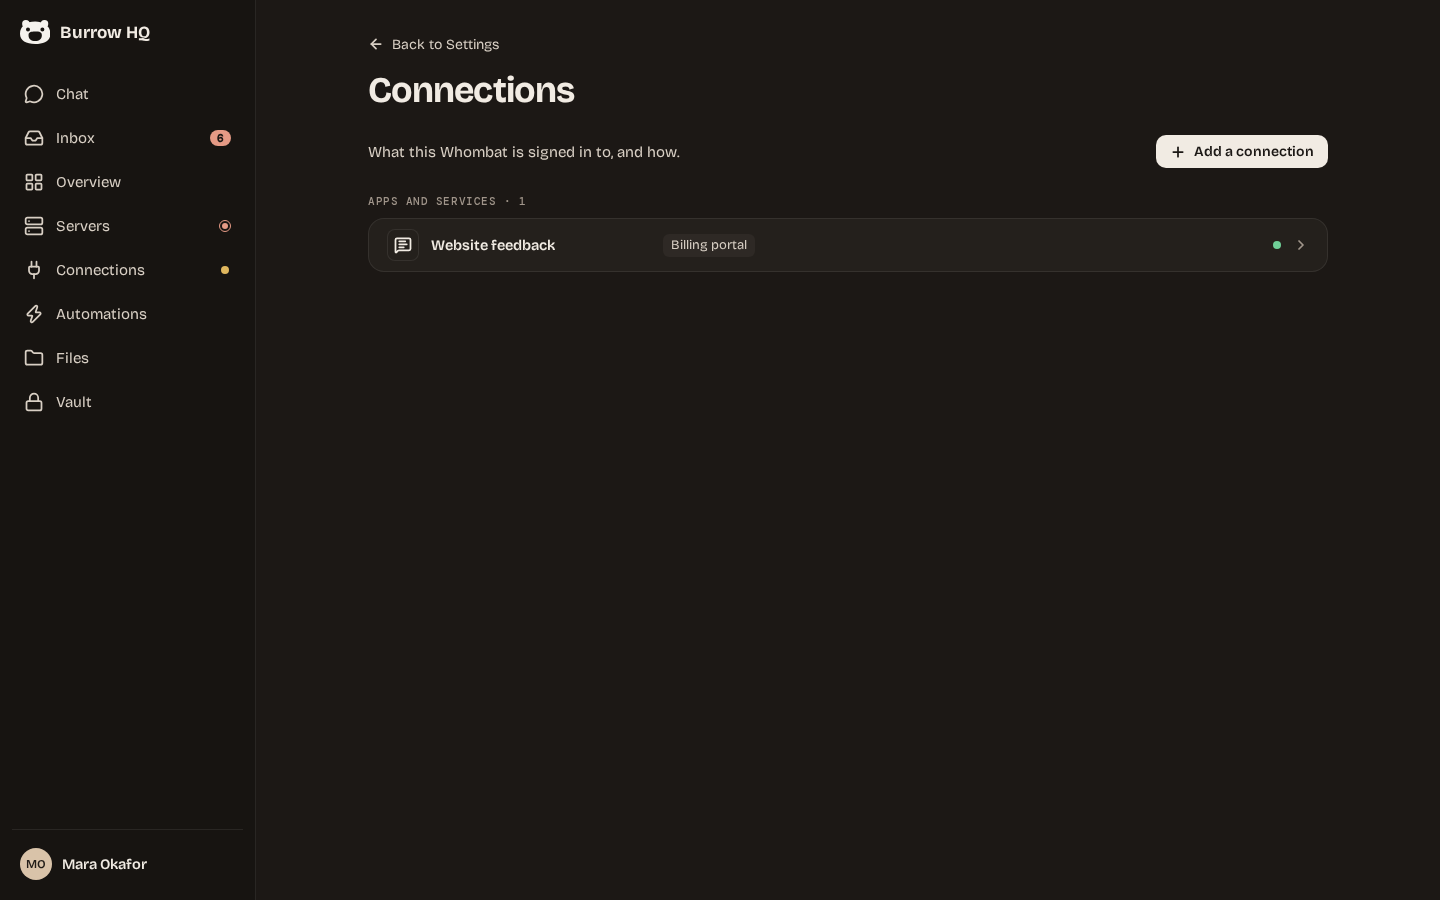 Burrow HQ
Chat
Inbox 6
Overview
Servers
Connections
Automations
Files
Vault
MO Mara Okafor
Back to Settings
Connections
What this Whombat is signed in to, and how.
Add a connection
APPS AND SERVICES · 1
Website feedback Billing portal